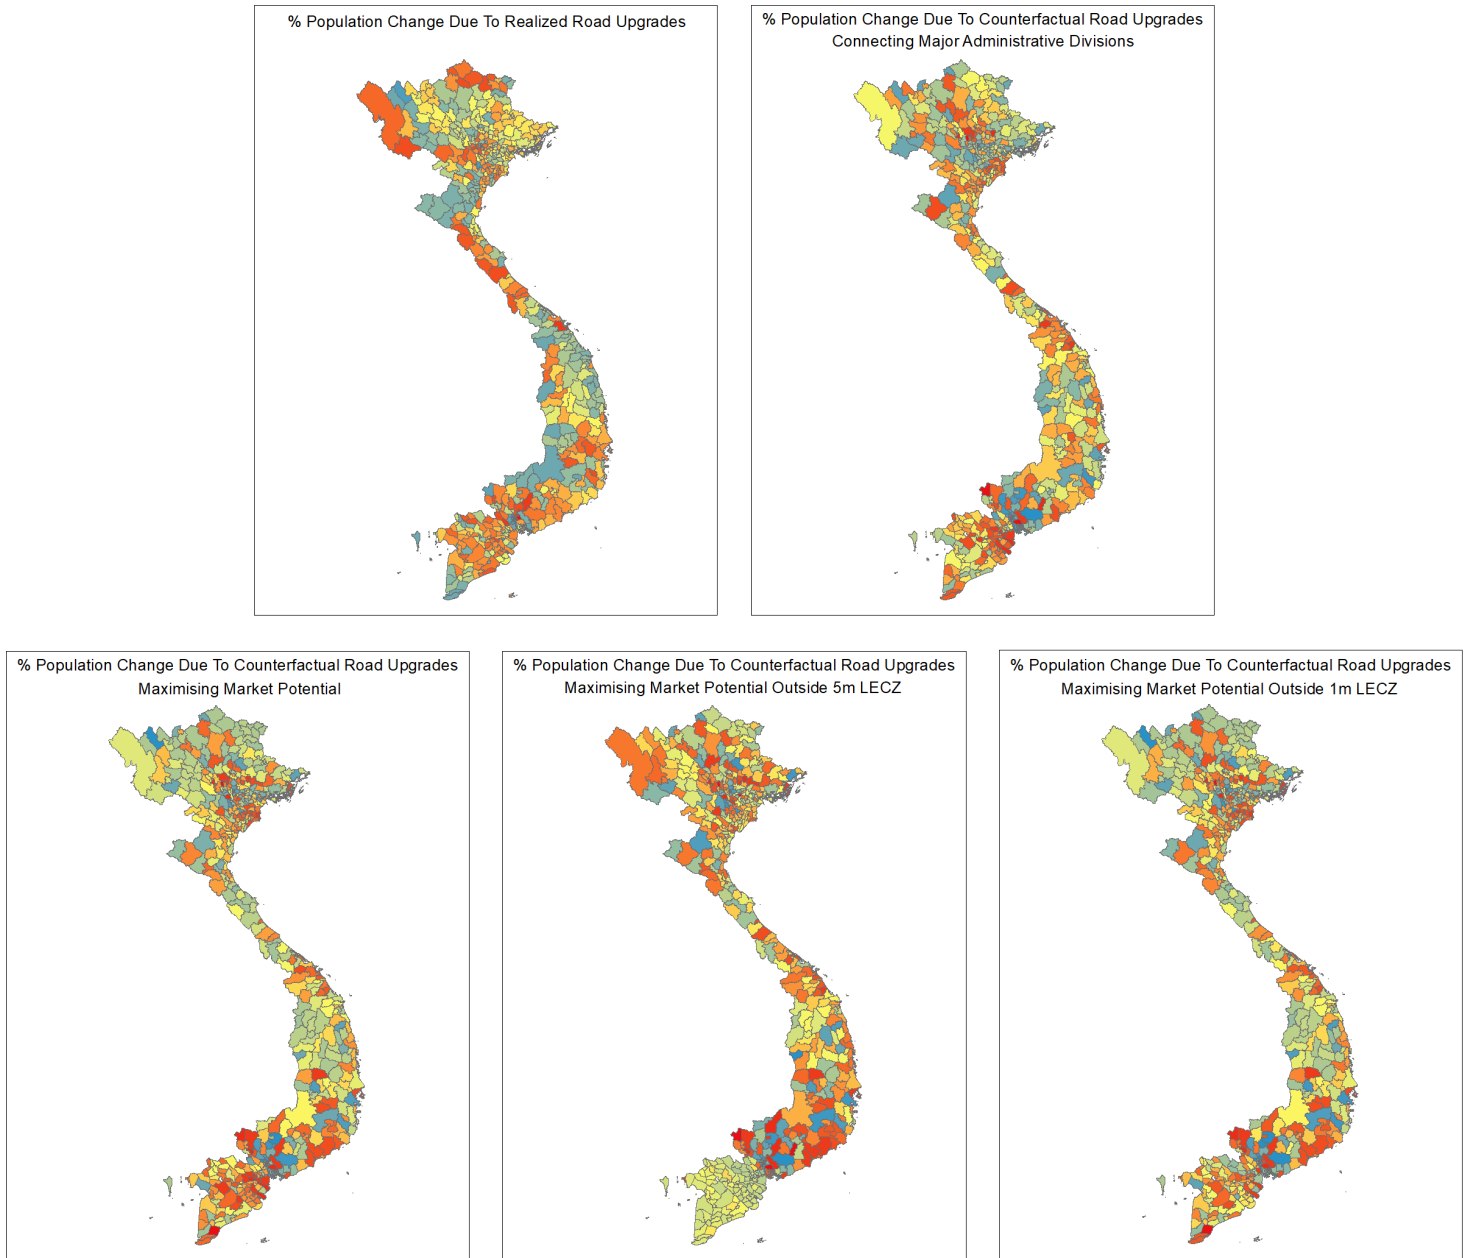 % Population Change Due To Realized Road Upgrades
% Population Change Due To Counterfactual Road Upgrades
Connecting Major Administrative Divisions
% Population Change Due To Counterfactual Road Upgrades
Maximising Market Potential
% Population Change Due To Counterfactual Road Upgrades
Maximising Market Potential Outside 5m LECZ
% Population Change Due To Counterfactual Road Upgrades
Maximising Market Potential Outside 1m LECZ